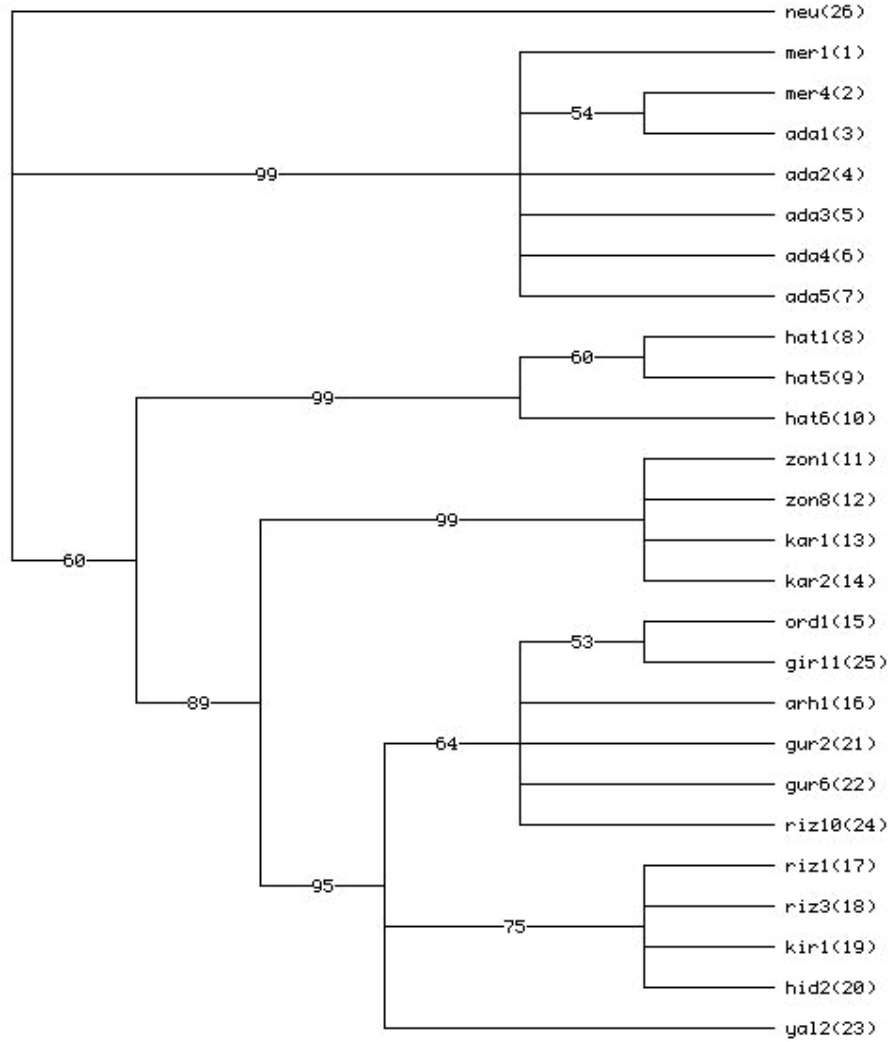 neu(26)
mer1(1)
mer4(2)
54
ada1(3)
99
ada2(4)
ada3(5)
ada4(6)
ada5(7)
hat1(8)
60
hat5(9)
99
hat6(10)
zon1(11)
zon8(12)
99
kar1(13)
60
kar2(14)
ord1(15)
53
gir11(25)
89
arh1(16)
64
gur2(21)
gur6(22)
riz10(24)
riz1(17)
95
riz3(18)
75
kir1(19)
hid2(20)
yal2(23)